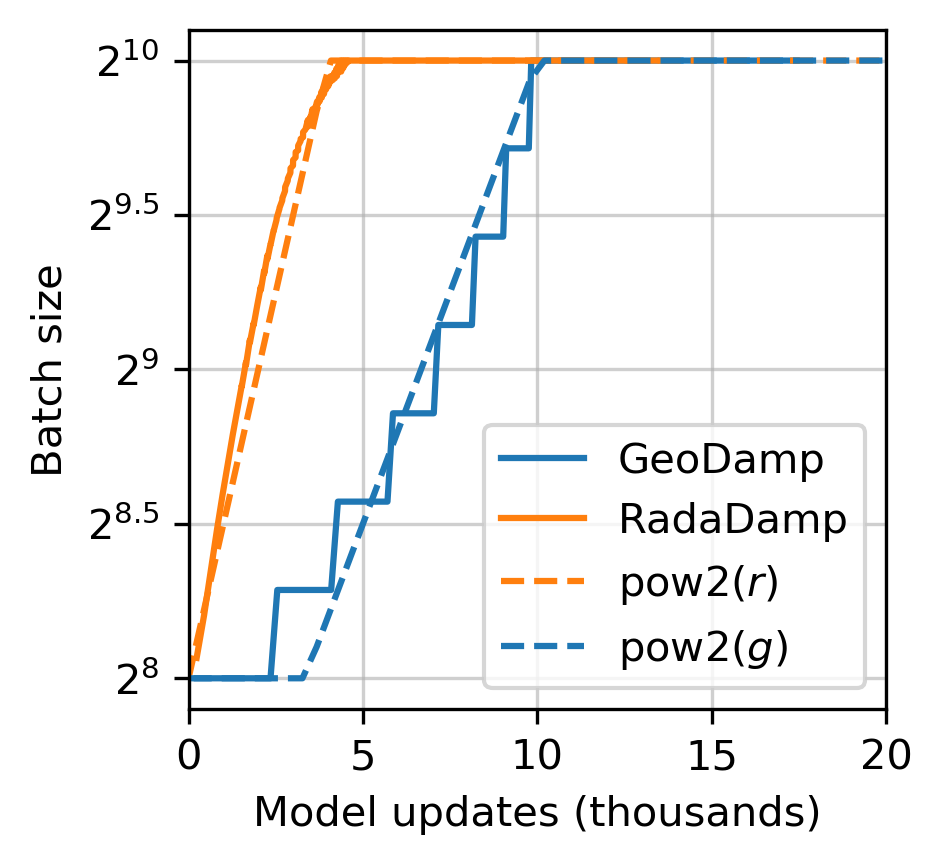 2^10
2^9.5
2^9
2^8.5
2^8
Batch size
GeoDamp
RadaDamp
pow2(r)
pow2(g)
0 5 10 15 20
Model updates (thousands)